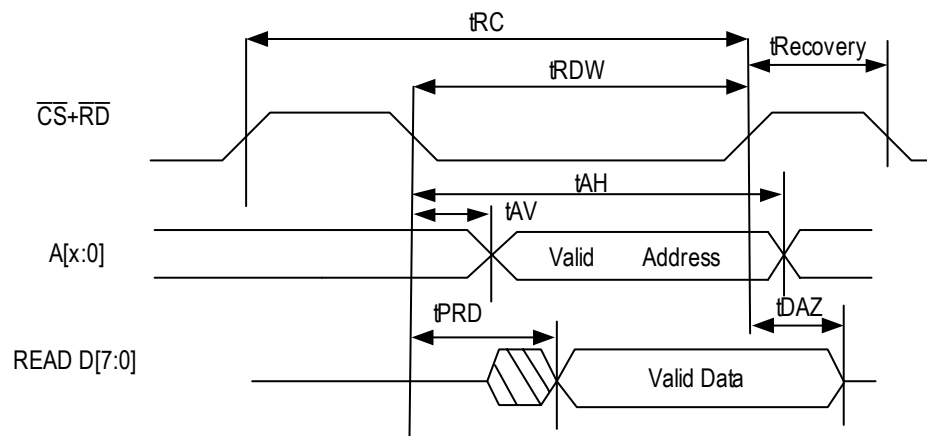 tRC
tRecovery
tRDW
CS+RD
tAH
tAV
A[x:0]
Valid Address
tDAZ
tPRD
READ D[7:0]
Valid Data